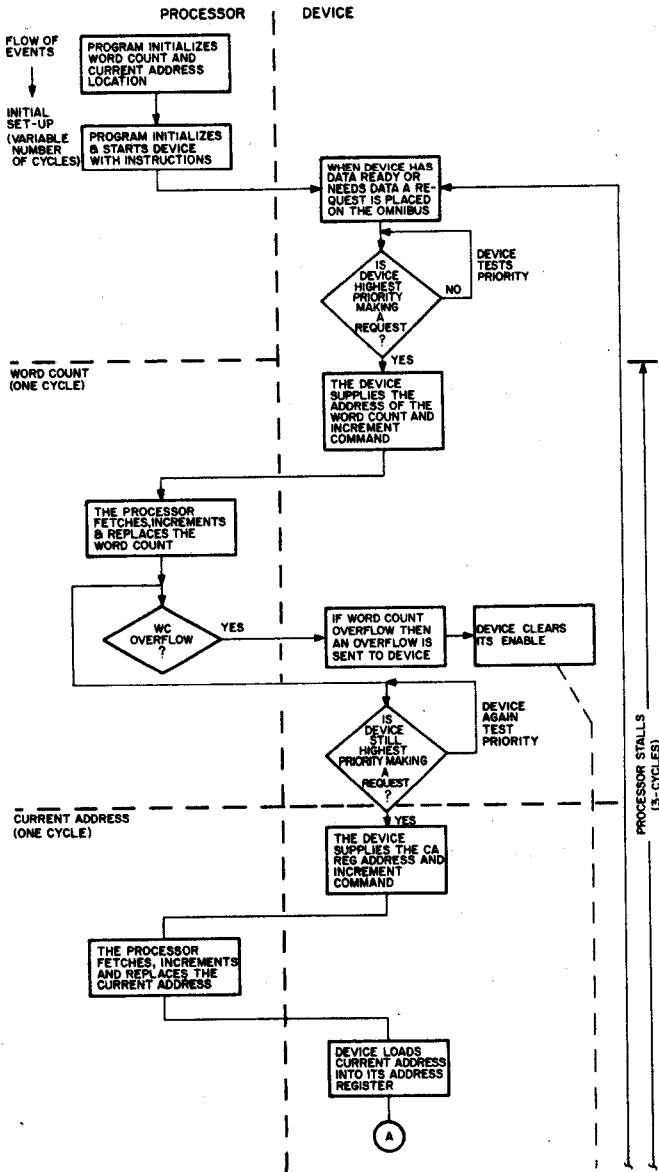 PROCESSOR
DEVICE
FLOW OF
EVENTS
INITIAL
SET-UP
(VARIABLE
NUMBER
OF CYCLES)
PROGRAM INITIALIZES
WORD COUNT AND
CURRENT ADDRESS
LOCATION
PROGRAM INITIALIZES
& STARTS DEVICE
WITH INSTRUCTIONS
WHEN DEVICE HAS
DATA READY OR
NEEDS DATA A RE-
QUEST IS PLACED
ON THE OMNIBUS
IS
DEVICE
HIGHEST
PRIORITY
MAKING
A
REQUEST
?
NO
DEVICE
TESTS
PRIORITY
YES
WORD COUNT
(ONE CYCLE)
THE DEVICE
SUPPLIES THE
ADDRESS OF THE
WORD COUNT AND
INCREMENT
COMMAND
THE PROCESSOR
FETCHES, INCREMENTS
& REPLACES THE
WORD COUNT
WC
OVERFLOW
?
YES
IF WORD COUNT
OVERFLOW THEN
AN OVERFLOW IS
SENT TO DEVICE
DEVICE CLEARS
ITS ENABLE
IS
DEVICE
STILL
HIGHEST
PRIORITY MAKING
A
REQUEST
?
DEVICE
AGAIN
TEST
PRIORITY
YES
PROCESSOR STALLS
(3-CYCLES)
CURRENT ADDRESS
(ONE CYCLE)
THE DEVICE
SUPPLIES THE CA
REG ADDRESS AND
INCREMENT
COMMAND
THE PROCESSOR
FETCHES, INCREMENTS
AND REPLACES THE
CURRENT ADDRESS
DEVICE LOADS
CURRENT ADDRESS
INTO ITS ADDRESS
REGISTER
A